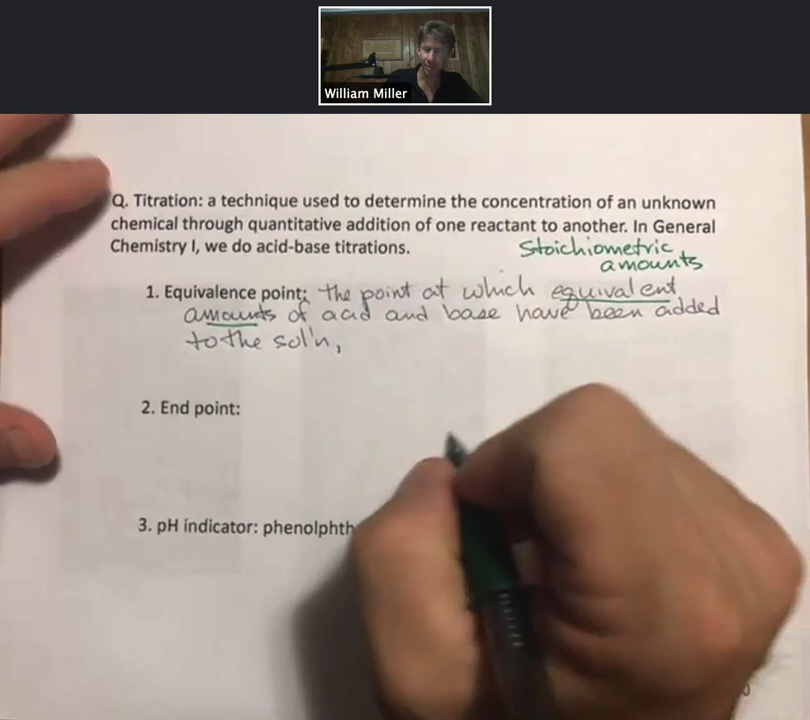 William Miller
Q. Titration: a technique used to determine the concentration of an unknown
chemical through quantitative addition of one reactant to another. In General
Chemistry I, we do acid-base titrations.
Stoichiometric
amounts
1. Equivalence point: the point at which equivalent
amounts of acid and base have been added
to the sol'n,
2. End point:
3. pH indicator: phenolphth